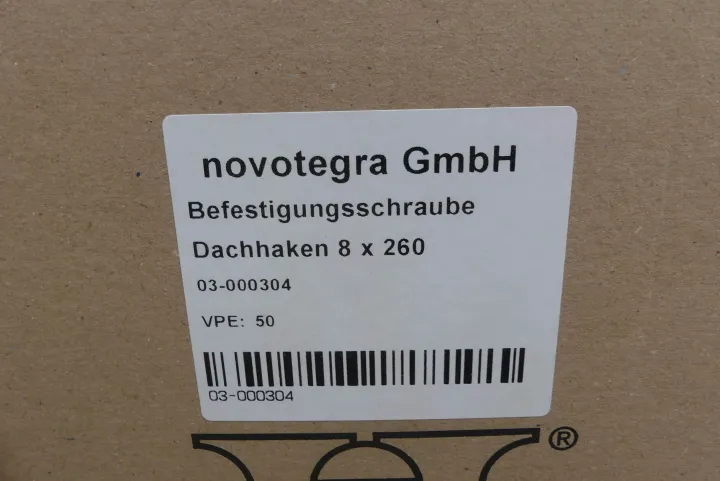 novotegra GmbH
Befestigungsschraube
Dachhaken 8 x 260
03-000304
VPE: 50
03-000304
®